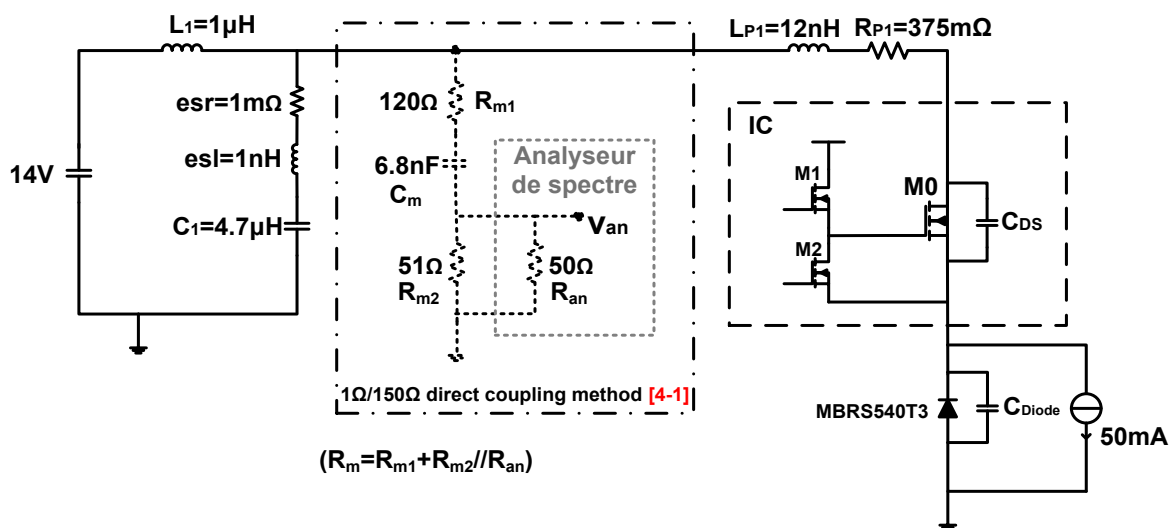 L1=1µH
LP1=12nH
RP1=375mΩ
esr=1mΩ
120Ω
Rm1
IC
esl=1nH
6.8nF
Cm
Analyseur
de spectre
M1
M0
14V
C1=4.7µH
Van
CDS
M2
51Ω
Rm2
50Ω
Ran
1Ω/150Ω direct coupling method [4-1]
MBRS540T3
CDiode
50mA
(Rm=Rm1+Rm2//Ran)